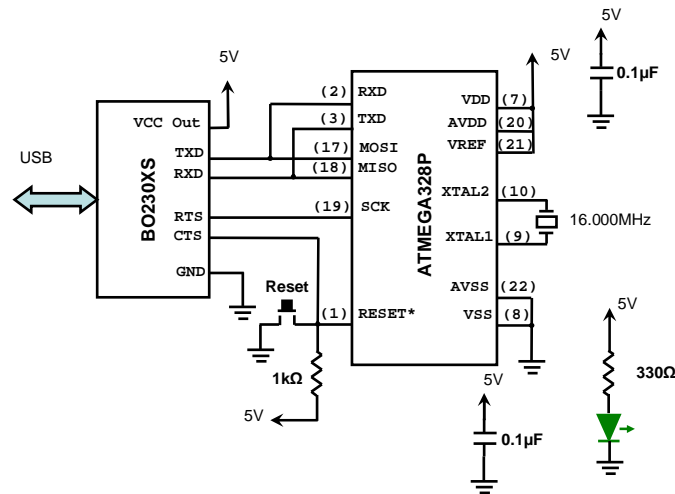 USB
BO230XS
5V
VCC Out
TXD
RXD
RTS
CTS
GND
ATMEGA328P
(2) RXD
(3) TXD
(17) MOSI
(18) MISO
(19) SCK
(1) RESET*
VDD (7)
AVDD (20)
VREF (21)
XTAL2 (10)
XTAL1 (9)
AVSS (22)
VSS (8)
5V
16.000MHz
Reset
1kΩ
5V
5V
0.1µF
5V
0.1µF
5V
330Ω